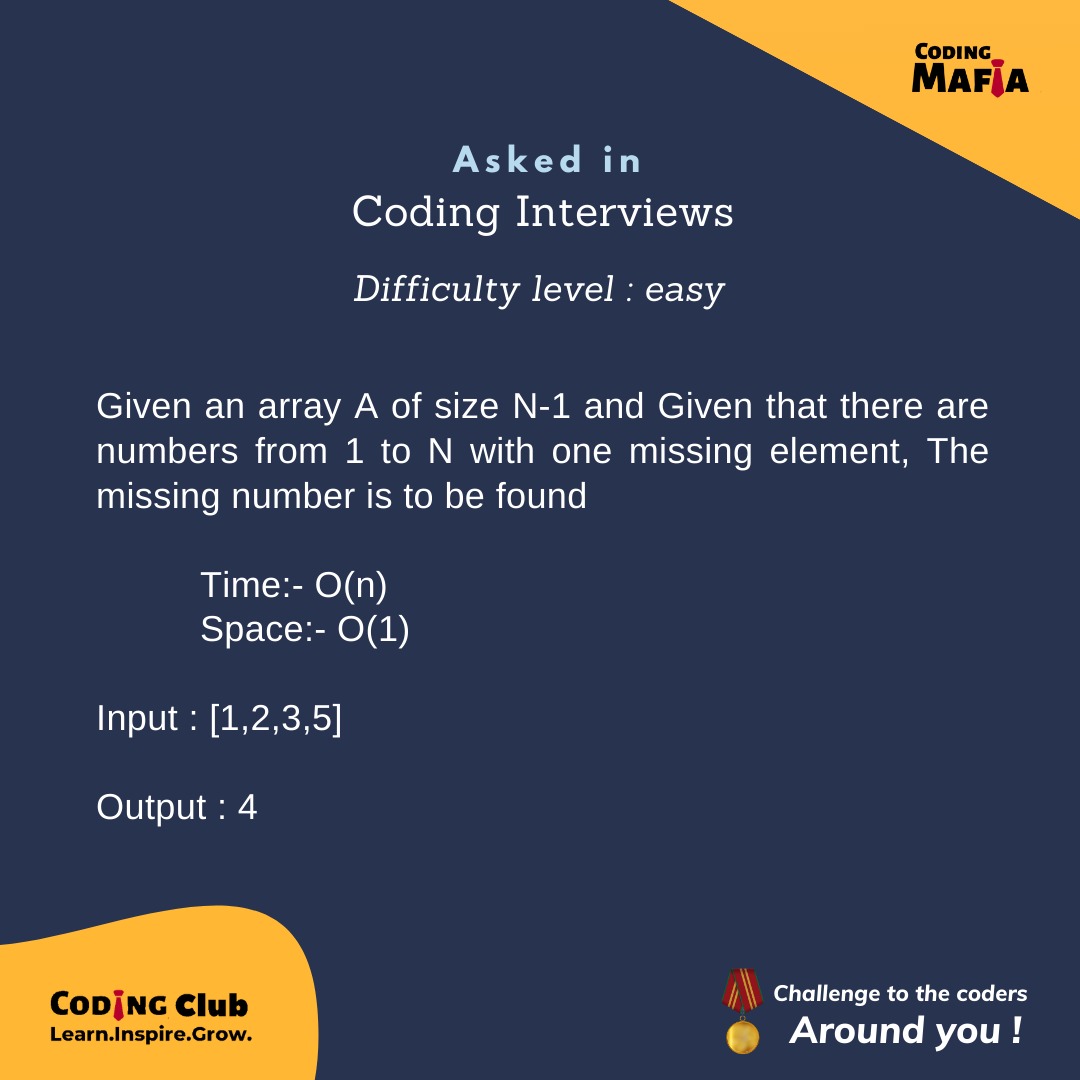 CODING
MAFIA
Asked in
Coding Interviews
Difficulty level : easy
Given an array A of size N-1 and Given that there are
numbers from 1 to N with one missing element, The
missing number is to be found
Time:- O(n)
Space:- O(1)
Input : [1,2,3,5]
Output : 4
CODING Club
Learn.Inspire.Grow.
Challenge to the coders
Around you !